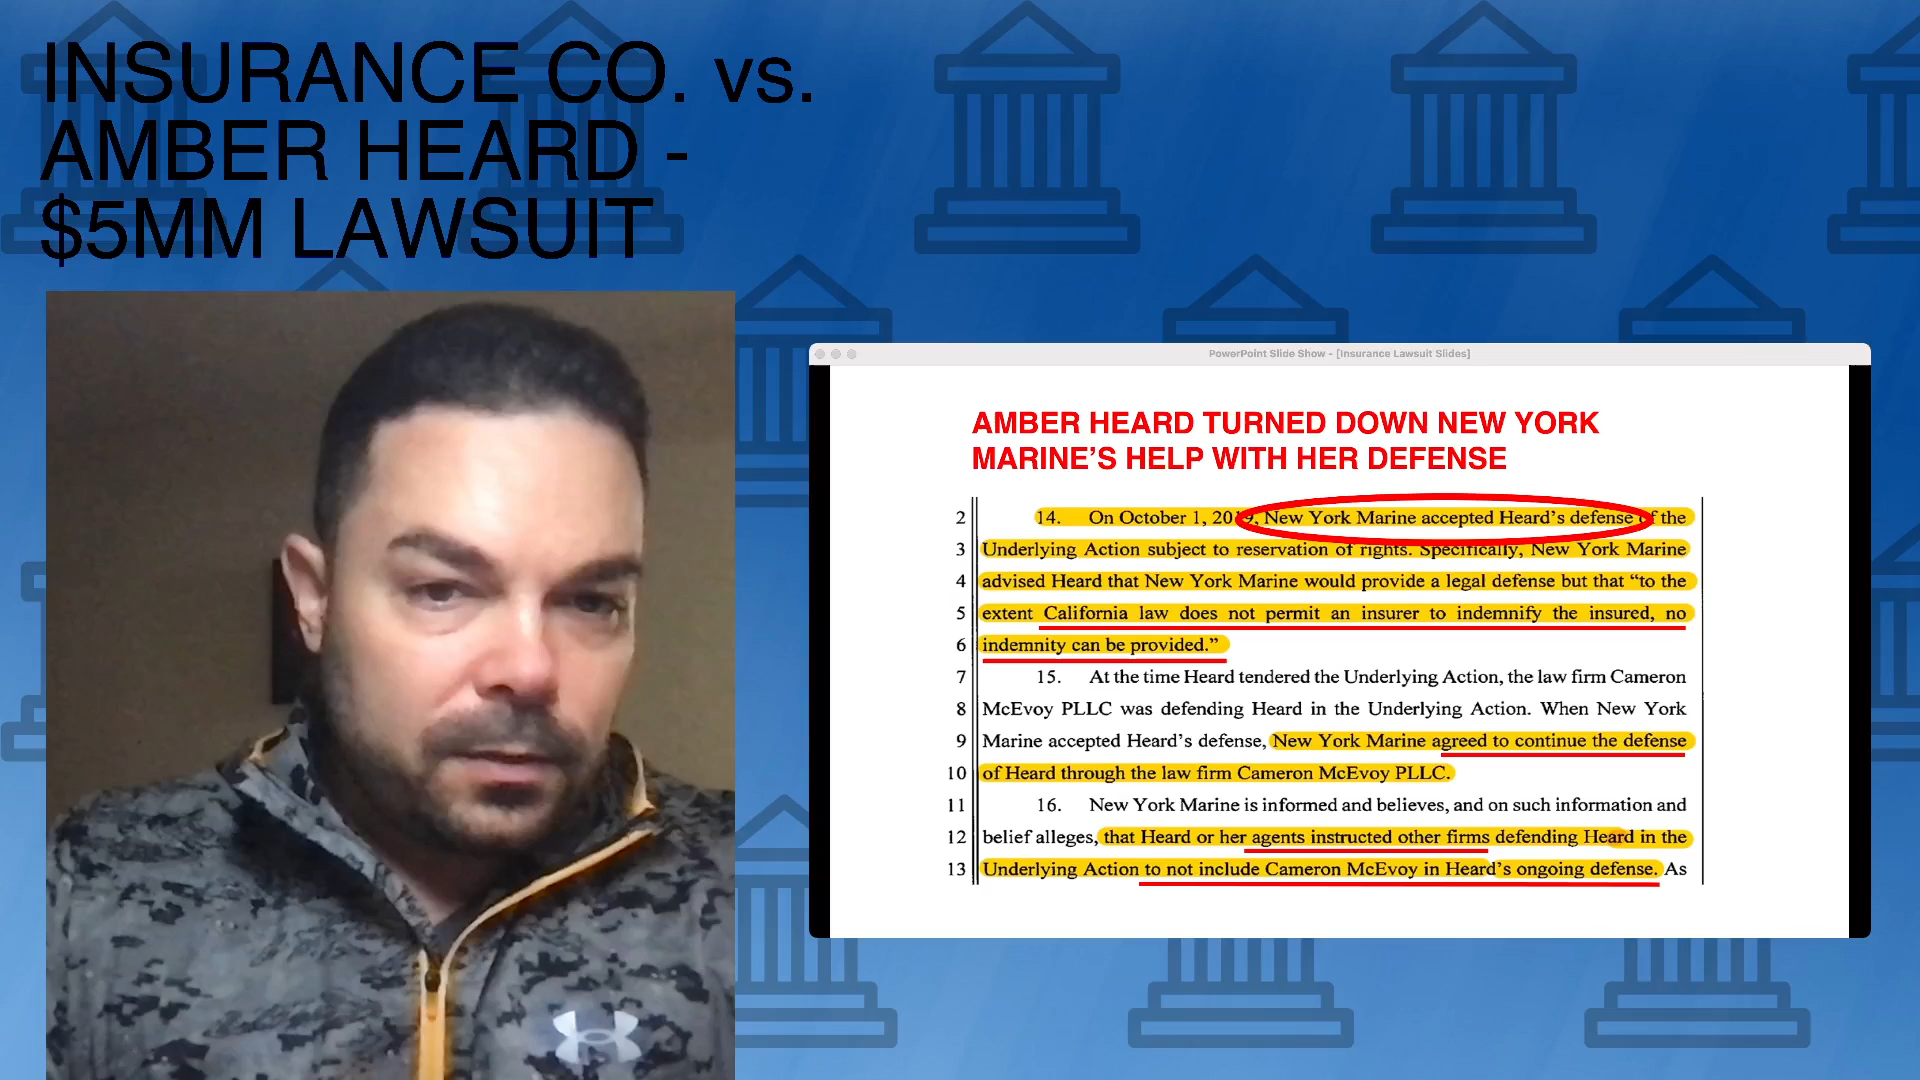 INSURANCE CO. vs.
AMBER HEARD -
$5MM LAWSUIT
PowerPoint Slide Show - [Insurance Lawsuit Slides]
AMBER HEARD TURNED DOWN NEW YORK
MARINE’S HELP WITH HER DEFENSE
2 14. On October 1, 2019, New York Marine accepted Heard’s defense of the
3 Underlying Action subject to reservation of rights. Specifically, New York Marine
4 advised Heard that New York Marine would provide a legal defense but that “to the
5 extent California law does not permit an insurer to indemnify the insured, no
6 indemnity can be provided.”
7 15. At the time Heard tendered the Underlying Action, the law firm Cameron
8 McEvoy PLLC was defending Heard in the Underlying Action. When New York
9 Marine accepted Heard’s defense, New York Marine agreed to continue the defense
10 of Heard through the law firm Cameron McEvoy PLLC.
11 16. New York Marine is informed and believes, and on such information and
12 belief alleges, that Heard or her agents instructed other firms defending Heard in the
13 Underlying Action to not include Cameron McEvoy in Heard’s ongoing defense. As